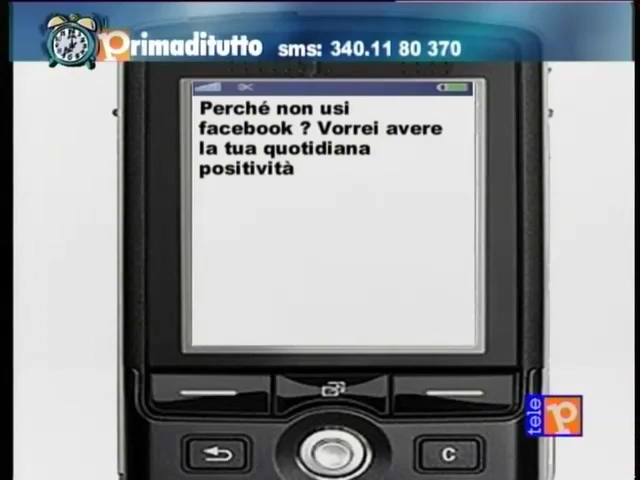 Primaditutto sms: 340.11 80 370
Perché non usi
facebook ? Vorrei avere
la tua quotidiana
positività
C
tele p